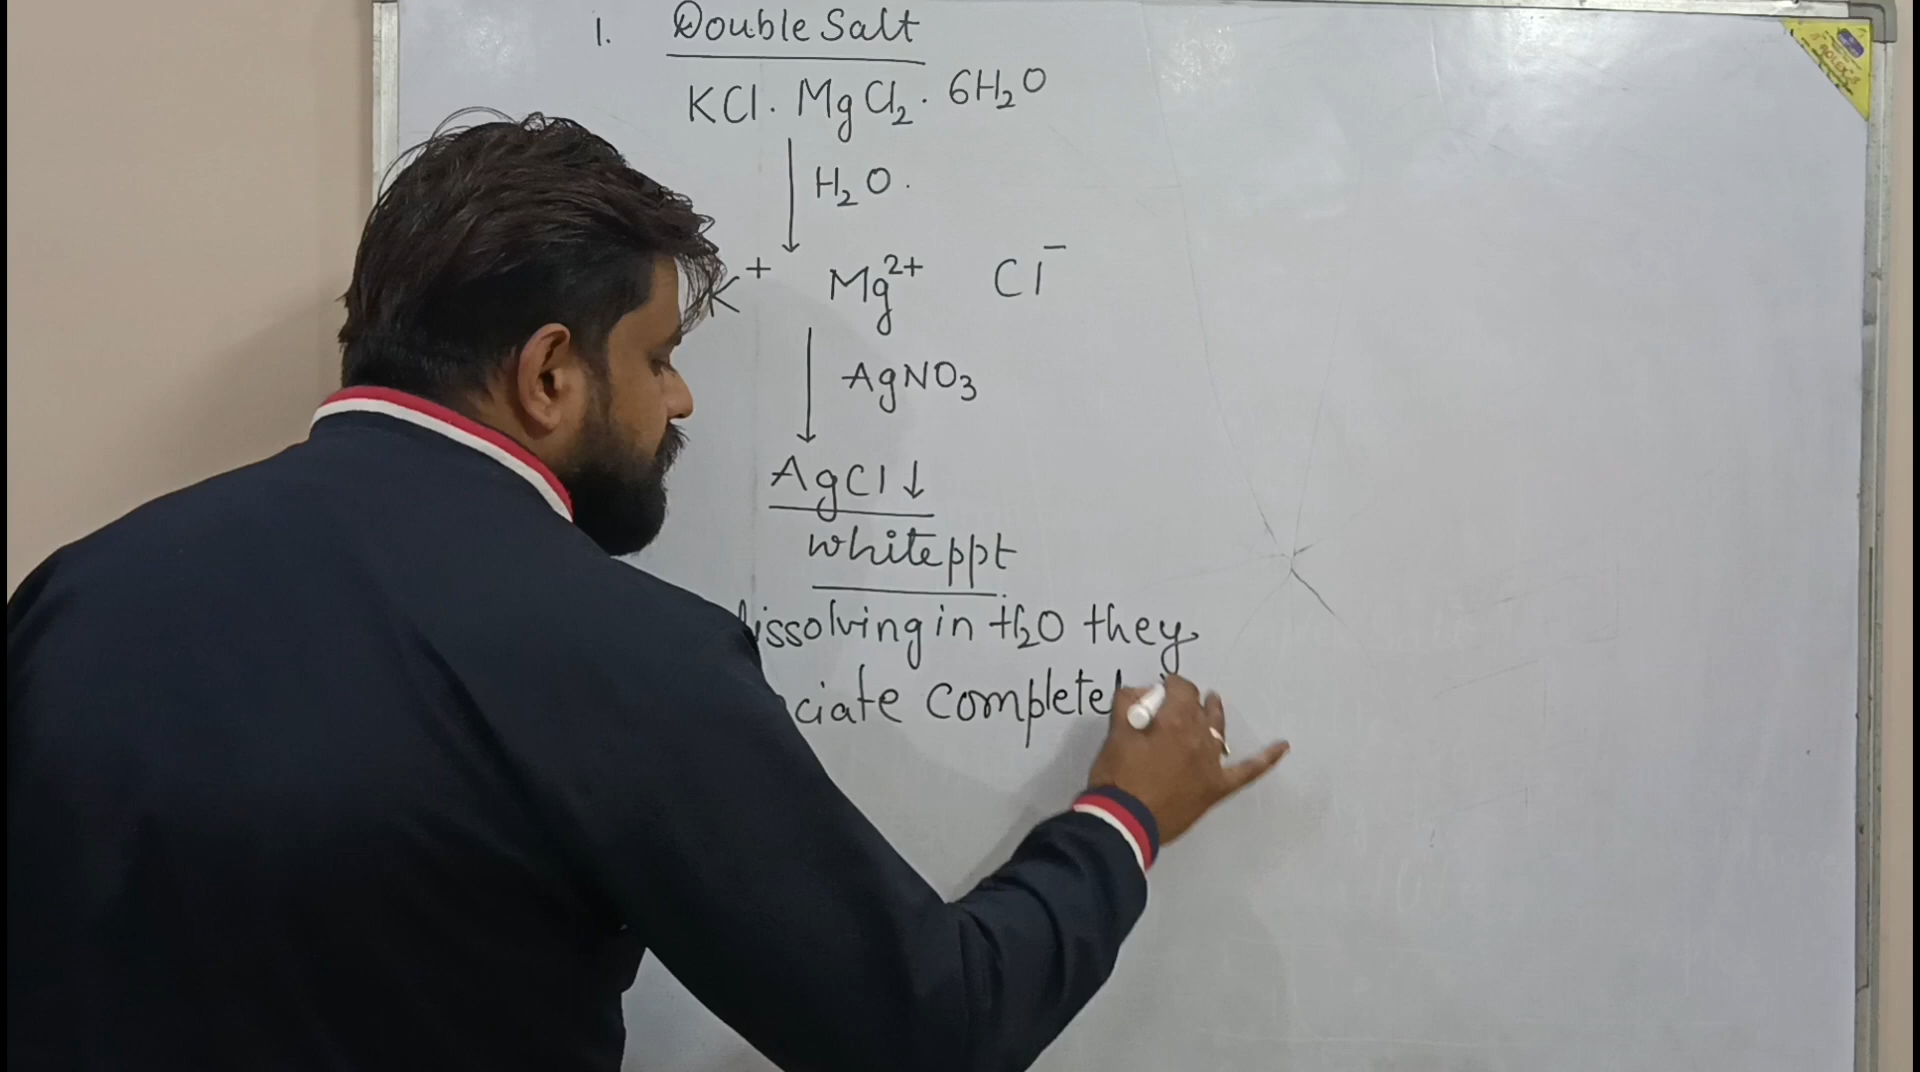 1. Double Salt
KCl. MgCl₂. 6H₂O
H₂O.
K⁺ Mg²⁺ Cl⁻
AgNO₃
AgCl↓
white ppt
issolving in H₂O they
ciate complete